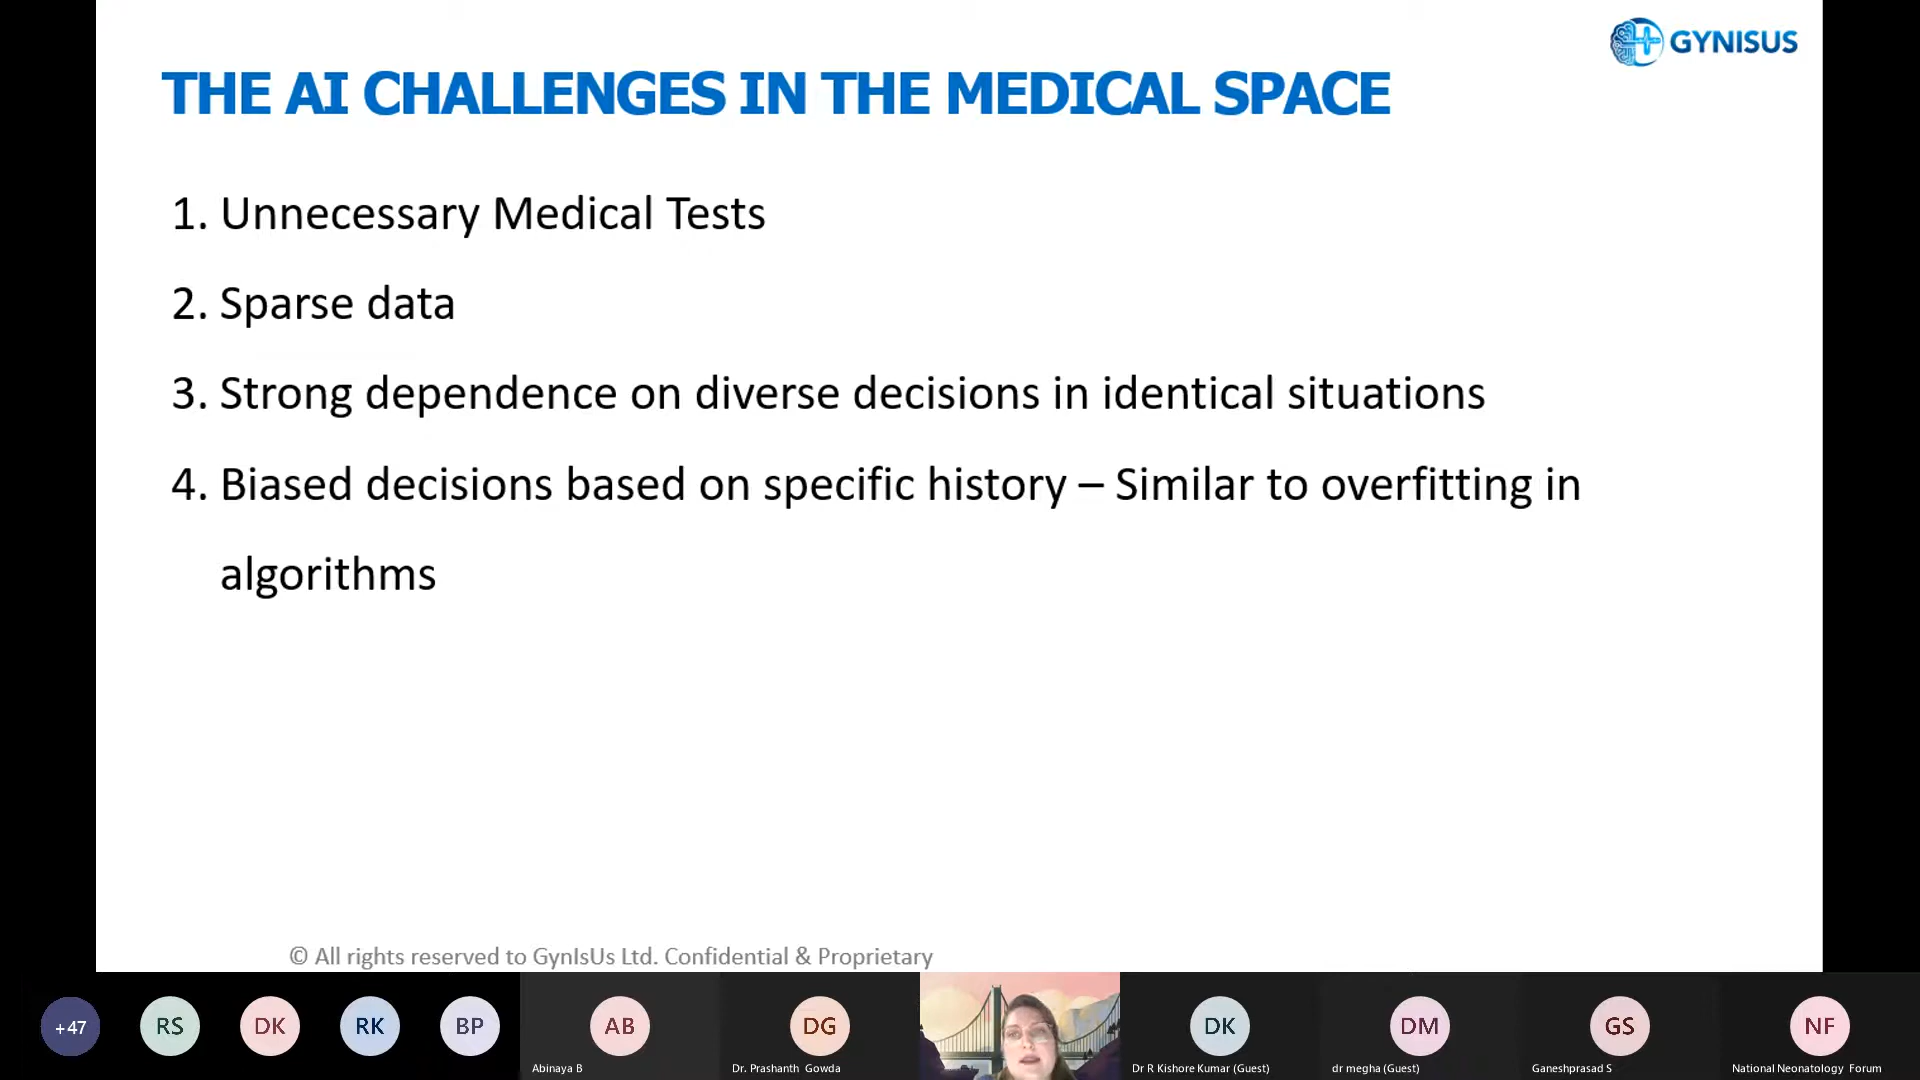 GYNISUS
THE AI CHALLENGES IN THE MEDICAL SPACE
1. Unnecessary Medical Tests
2. Sparse data
3. Strong dependence on diverse decisions in identical situations
4. Biased decisions based on specific history – Similar to overfitting in
algorithms
© All rights reserved to GynIsUs Ltd. Confidential & Proprietary
+47 RS DK RK BP AB DG DK DM GS NF
Abinaya B Dr. Prashanth Gowda Dr R Kishore Kumar (Guest) dr megha (Guest) Ganeshprasad S National Neonatology Forum